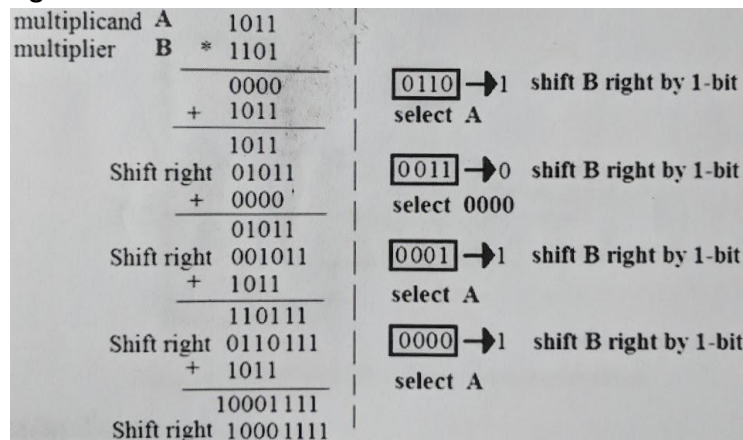 multiplicand A 1011
multiplier B * 1101
0000
+ 1011
1011
Shift right 01011
+ 0000
01011
Shift right 001011
+ 1011
110111
Shift right 0110111
+ 1011
10001111
Shift right 10001111
0110 1 shift B right by 1-bit
select A
0011 0 shift B right by 1-bit
select 0000
0001 1 shift B right by 1-bit
select A
0000 1 shift B right by 1-bit
select A